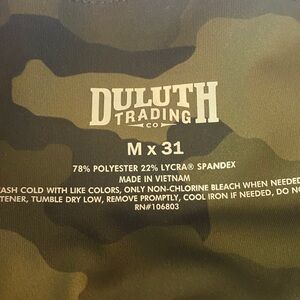 DULUTH
TRADING
CO
M x 31
78% POLYESTER 22% LYCRA® SPANDEX
MADE IN VIETNAM
ASH COLD WITH LIKE COLORS, ONLY NON-CHLORINE BLEACH WHEN NEEDED
TENER, TUMBLE DRY LOW, REMOVE PROMPTLY, COOL IRON IF NEEDED, DO NO
RN#106803